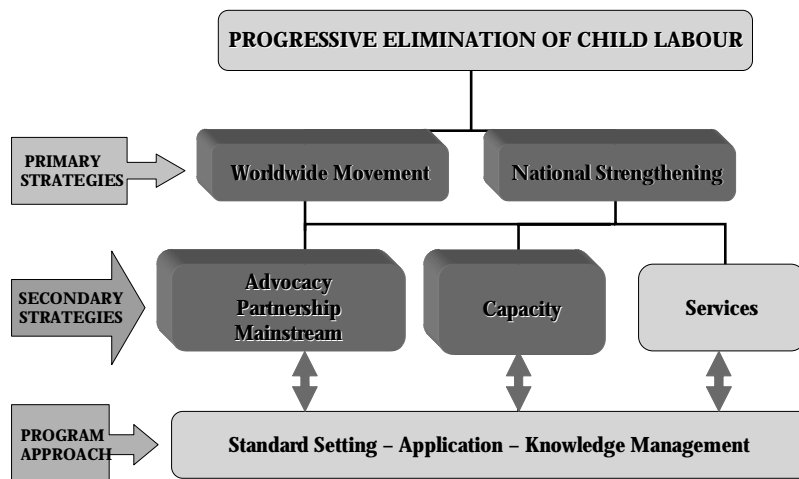 PROGRESSIVE ELIMINATION OF CHILD LABOUR
PRIMARY
STRATEGIES
Worldwide Movement
National Strengthening
SECONDARY
STRATEGIES
Advocacy
Partnership
Mainstream
Capacity
Services
PROGRAM
APPROACH
Standard Setting – Application – Knowledge Management